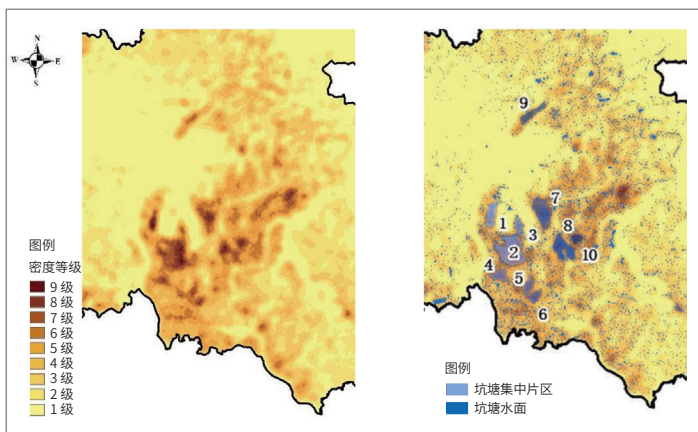 N
W E
S
图例
密度等级
9 级
8 级
7 级
6 级
5 级
4 级
3 级
2 级
1 级
9
7
1
8
3
2
10
4
5
6
图例
坑塘集中片区
坑塘水面